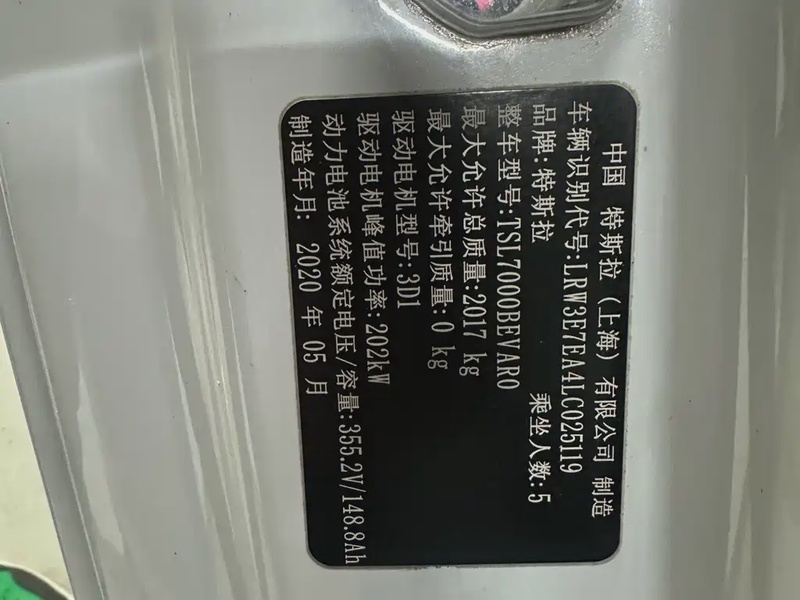 中国 特斯拉(上海)有限公司 制造
车辆识别代号:LRW3E7EA4LC025119
品牌:特斯拉 乘坐人数:5
整车型号:TSL7000BEVAR0
最大允许总质量:2017 kg
最大允许牵引质量:0 kg
驱动电机型号:3D1
驱动电机峰值功率:202kW
动力电池系统额定电压/容量:355.2V/148.8Ah
制造年月: 2020 年 05 月